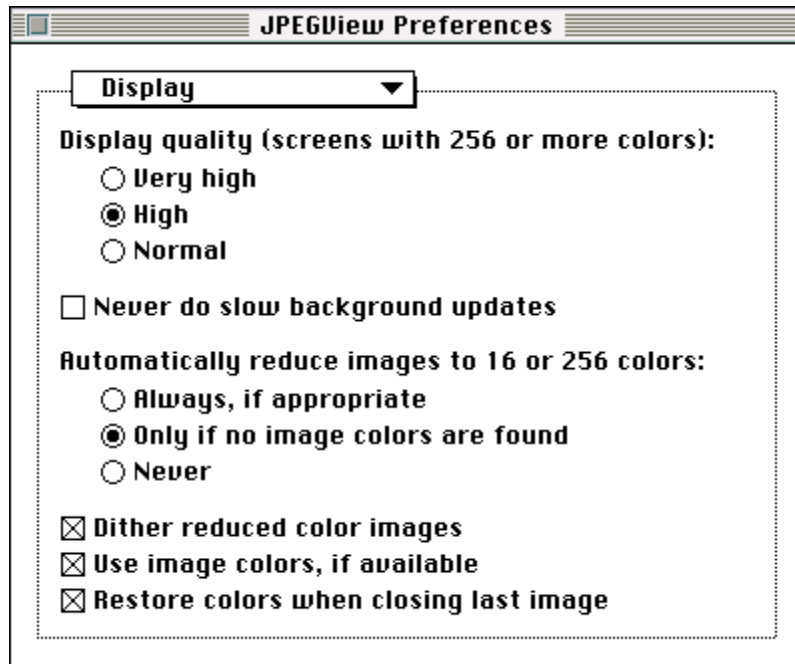 JPEGView Preferences
Display
Display quality (screens with 256 or more colors):
Very high
High
Normal
Never do slow background updates
Automatically reduce images to 16 or 256 colors:
Always, if appropriate
Only if no image colors are found
Never
Dither reduced color images
Use image colors, if available
Restore colors when closing last image